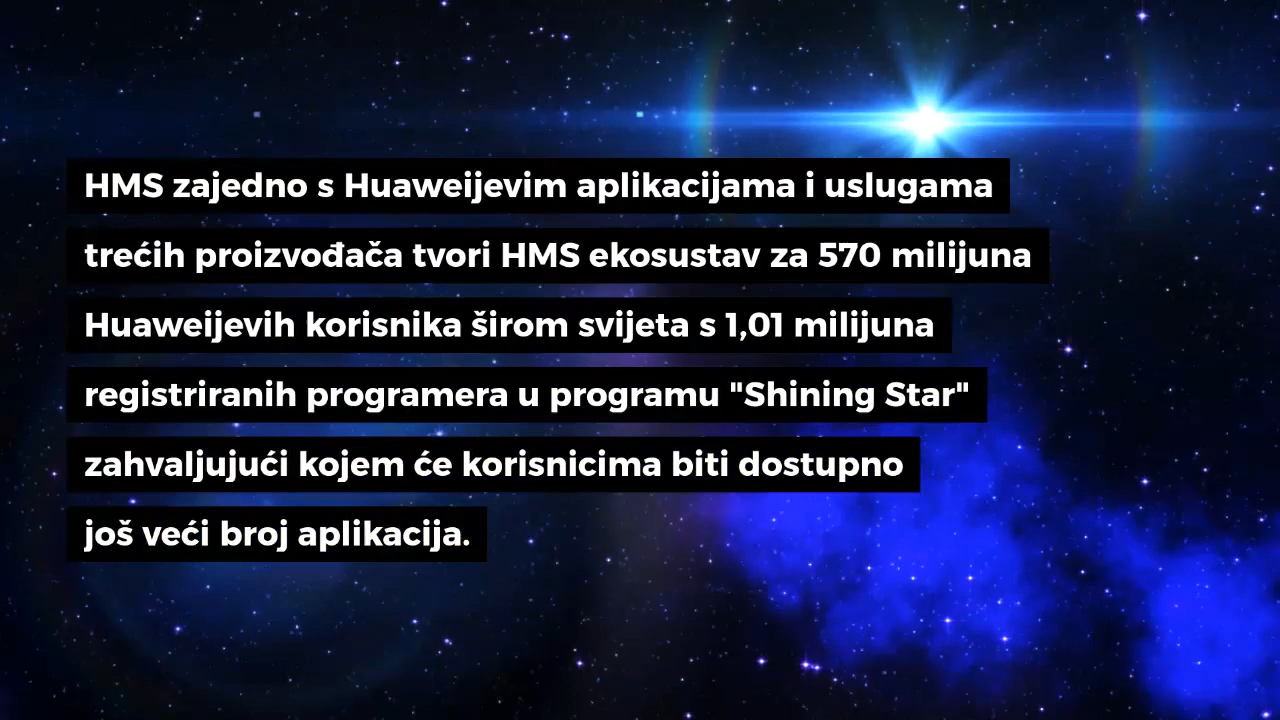 HMS zajedno s Huaweijevim aplikacijama i uslugama
trećih proizvođača tvori HMS ekosustav za 570 milijuna
Huaweijevih korisnika širom svijeta s 1,01 milijuna
registriranih programera u programu "Shining Star"
zahvaljujući kojem će korisnicima biti dostupno
još veći broj aplikacija.